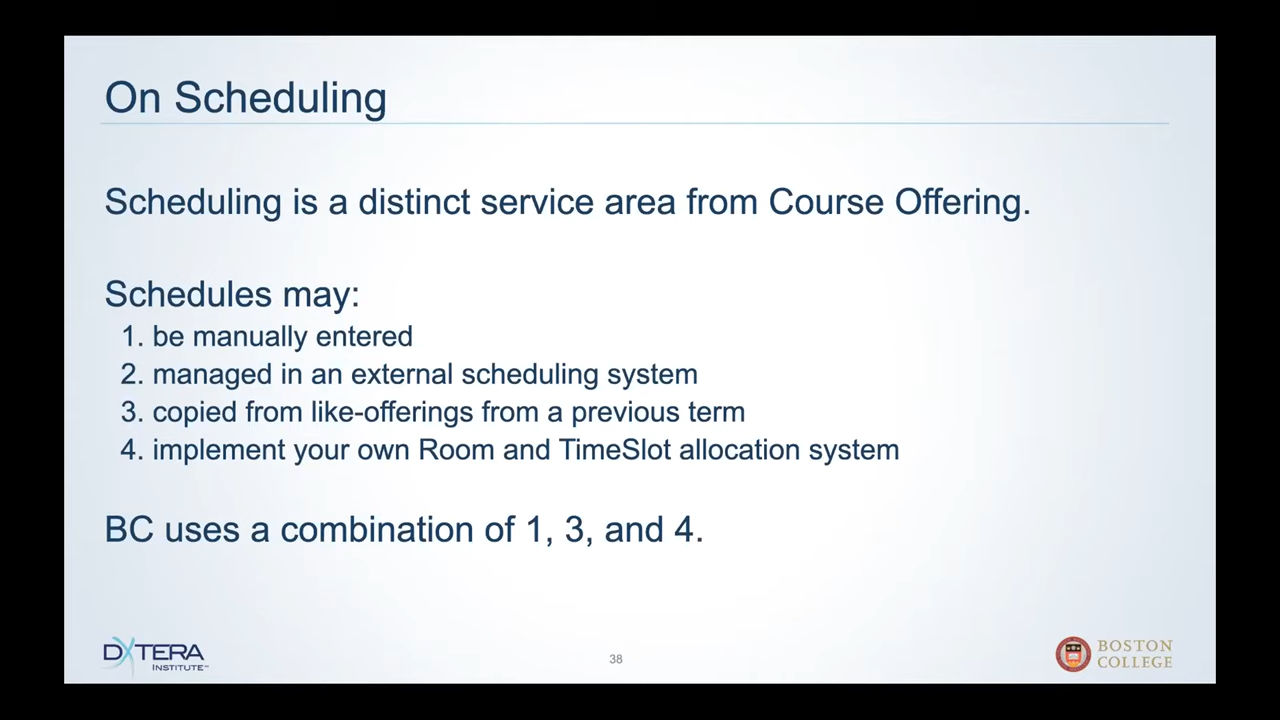 On Scheduling
Scheduling is a distinct service area from Course Offering.
Schedules may:
1. be manually entered
2. managed in an external scheduling system
3. copied from like-offerings from a previous term
4. implement your own Room and TimeSlot allocation system
BC uses a combination of 1, 3, and 4.
DXTERA
INSTITUTE™
38
BOSTON
COLLEGE